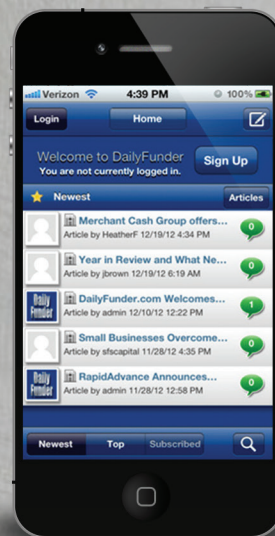 Verizon 4:39 PM 100%
Login Home
Welcome to DailyFunder Sign Up
You are not currently logged in.
Newest Articles
Merchant Cash Group offers...
Article by HeatherF 12/19/12 4:34 PM 0
Year in Review and What Ne...
Article by jbrown 12/19/12 6:19 AM 0
Daily Funder DailyFunder.com Welcomes...
Article by admin 12/10/12 12:22 PM 1
Small Businesses Overcome...
Article by sfscapital 11/28/12 4:35 PM 0
Daily Funder RapidAdvance Announces...
Article by admin 11/28/12 12:58 PM 0
Newest Top Subscribed